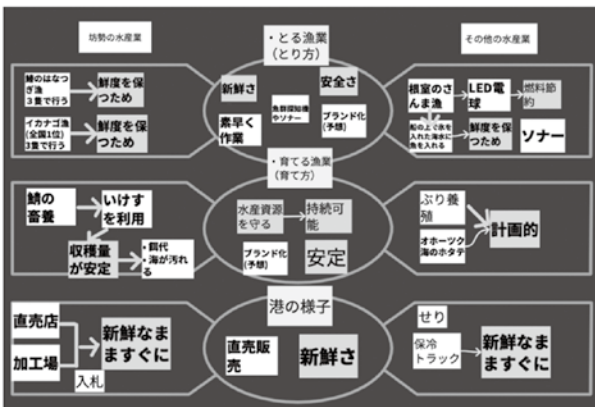 坊勢の水産業
・とる漁業
（とり方）
その他の水産業
鰆のはなつ
ぎ漁
3隻で行う
鮮度を保
つため
イカナゴ漁
(全国1位)
3隻で行う
鮮度を保
つため
新鮮さ
安全さ
魚群探知機
やソナー
素早く
作業
ブランド化
(予想)
根室のさ
んま漁
LED電
球
燃料節
約
船の上で氷を
入れた海水に
魚を入れる
鮮度を保
つため
ソナー
・育てる漁業
（育て方）
鯖の
畜養
いけす
を利用
収穫量
が安定
・餌代
・海が汚れ
る
水産資源
を守る
持続可
能
ブランド化
(予想)
安定
ぶり養
殖
オホーツク
海のホタテ
計画的
港の様子
直売店
加工場
新鮮なま
ますぐに
入札
直売販
売
新鮮さ
せり
保冷
トラック
新鮮なま
ますぐに